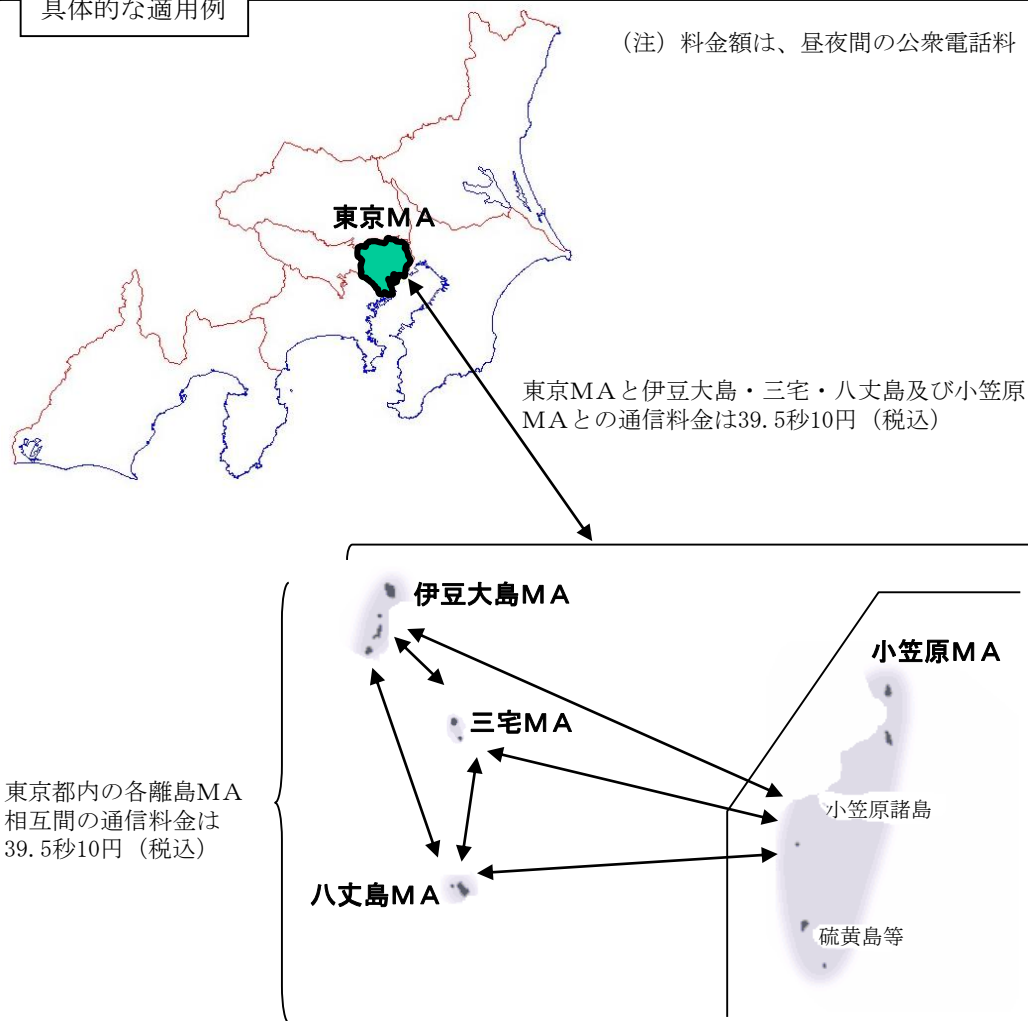 具体的な適用例
（注）料金額は、昼夜間の公衆電話料
東京ＭＡ
東京ＭＡと伊豆大島・三宅・八丈島及び小笠原
ＭＡとの通信料金は39.5秒10円（税込）
伊豆大島ＭＡ
小笠原ＭＡ
三宅ＭＡ
東京都内の各離島ＭＡ
相互間の通信料金は
39.5秒10円（税込）
小笠原諸島
八丈島ＭＡ
硫黄島等